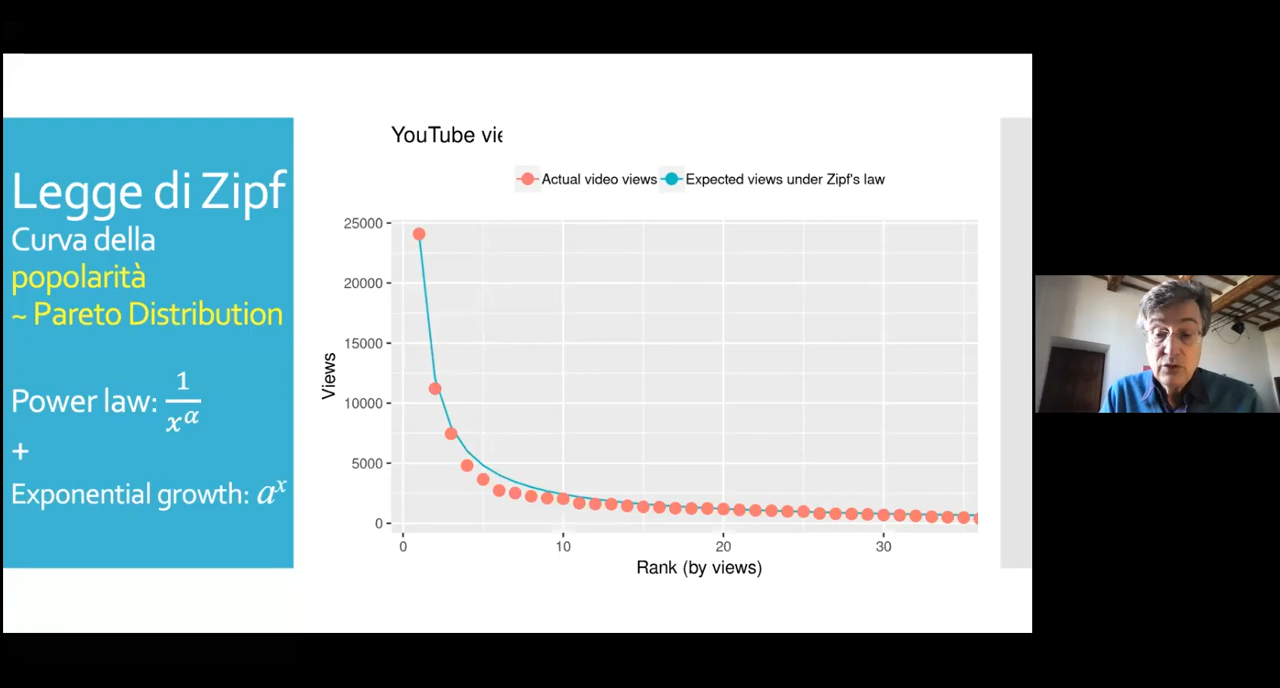 Legge di Zipf
Curva della
popolarità
~ Pareto Distribution
Power law: 1/x^α
+
Exponential growth: a^x
YouTube vie
Actual video views
Expected views under Zipf's law
25000
20000
15000
10000
5000
0
Views
0
10
20
30
Rank (by views)